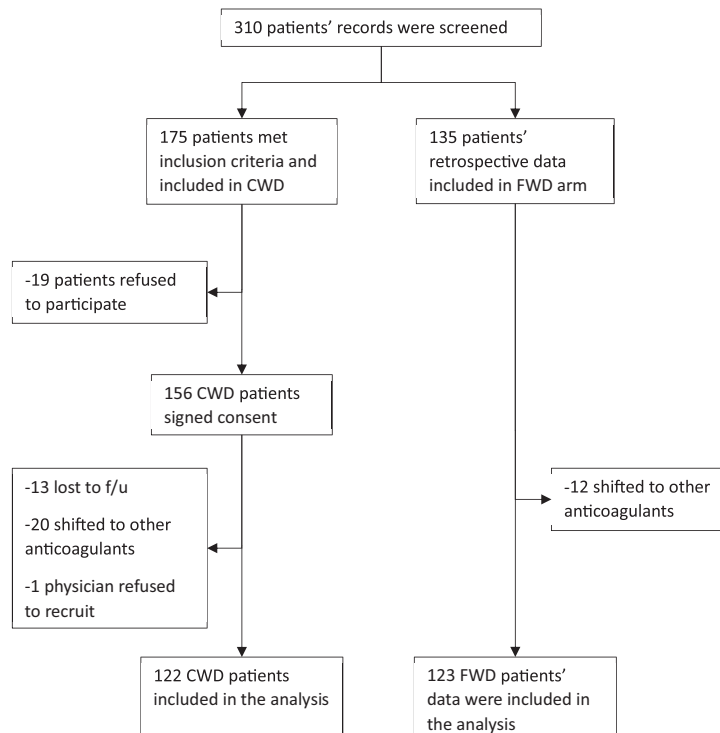 310 patients’ records were screened
175 patients met
inclusion criteria and
included in CWD
135 patients’
retrospective data
included in FWD arm
-19 patients refused
to participate
156 CWD patients
signed consent
-13 lost to f/u
-20 shifted to other
anticoagulants
-1 physician refused
to recruit
-12 shifted to other
anticoagulants
122 CWD patients
included in the analysis
123 FWD patients’
data were included in
the analysis